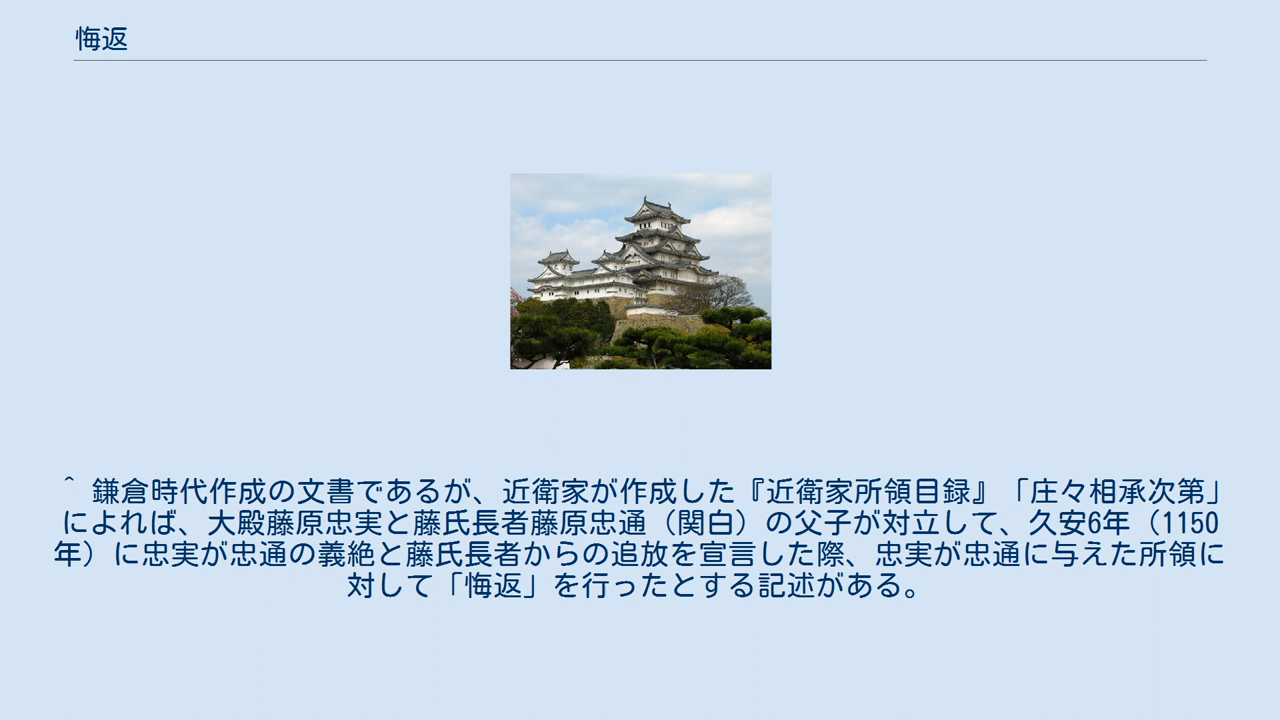 悔返
^ 鎌倉時代作成の文書であるが、近衛家が作成した『近衛家所領目録』「庄々相承次第」
によれば、大殿藤原忠実と藤氏長者藤原忠通（関白）の父子が対立して、久安6年（1150
年）に忠実が忠通の義絶と藤氏長者からの追放を宣言した際、忠実が忠通に与えた所領に
対して「悔返」を行ったとする記述がある。